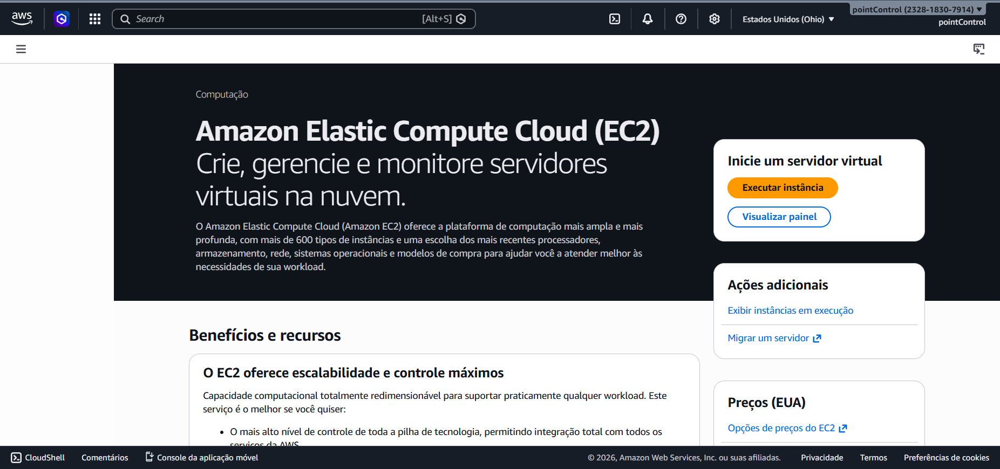 aws
Search
[Alt+S]
Estados Unidos (Ohio)
pointControl (2328-1830-7914)
pointControl
Computação
Amazon Elastic Compute Cloud (EC2)
Crie, gerencie e monitore servidores
virtuais na nuvem.
O Amazon Elastic Compute Cloud (Amazon EC2) oferece a plataforma de computação mais ampla e mais
profunda, com mais de 600 tipos de instâncias e uma escolha dos mais recentes processadores,
armazenamento, rede, sistemas operacionais e modelos de compra para ajudar você a atender melhor às
necessidades de sua workload.
Inicie um servidor virtual
Executar instância
Visualizar painel
Ações adicionais
Exibir instâncias em execução
Migrar um servidor
Benefícios e recursos
O EC2 oferece escalabilidade e controle máximos
Capacidade computacional totalmente redimensionável para suportar praticamente qualquer workload. Este
serviço é o melhor se você quiser:
• O mais alto nível de controle de toda a pilha de tecnologia, permitindo integração total com todos os
serviços da AWS
Preços (EUA)
Opções de preços do EC2
CloudShell
Comentários
Console da aplicação móvel
© 2026, Amazon Web Services, Inc. ou suas afiliadas.
Privacidade
Termos
Preferências de cookies